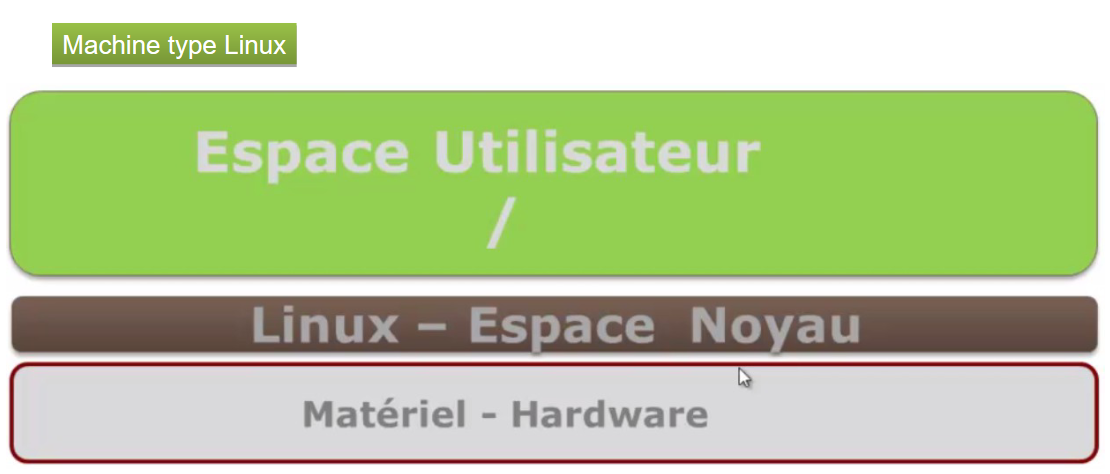 Machine type Linux
Espace Utilisateur
/
Linux – Espace Noyau
Matériel - Hardware